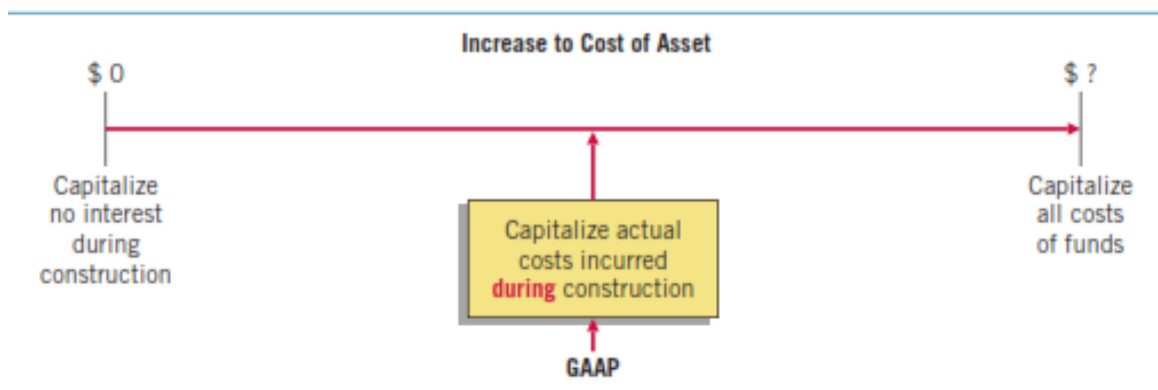 Increase to Cost of Asset
$ 0
$ ?
Capitalize
no interest
during
construction
Capitalize actual
costs incurred
during construction
Capitalize
all costs
of funds
GAAP